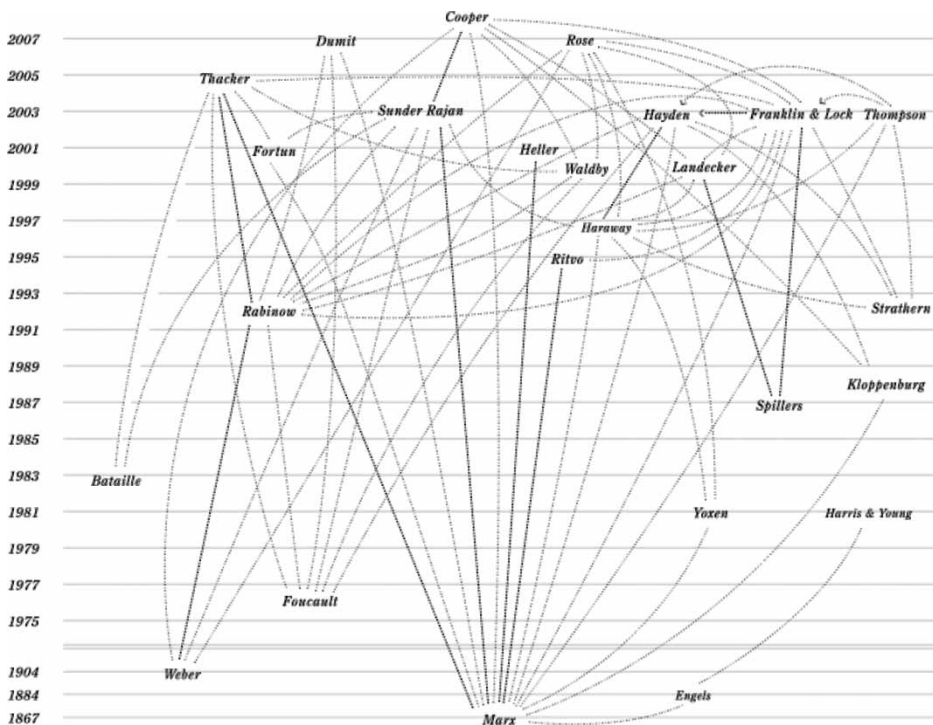 Cooper
2007
Dumit
Rose
2005
Thacker
2003
Sunder Rajan
Hayden
Franklin & Lock
Thompson
2001
Fortun
Heller
1999
Waldby
Landecker
1997
Haraway
1995
Ritvo
1993
Rabinow
Strathern
1991
1989
Kloppenburg
1987
Spillers
1985
1983
Bataille
1981
Yoxen
Harris & Young
1979
1977
Foucault
1975
1904
Weber
1884
Engels
1867
Marx